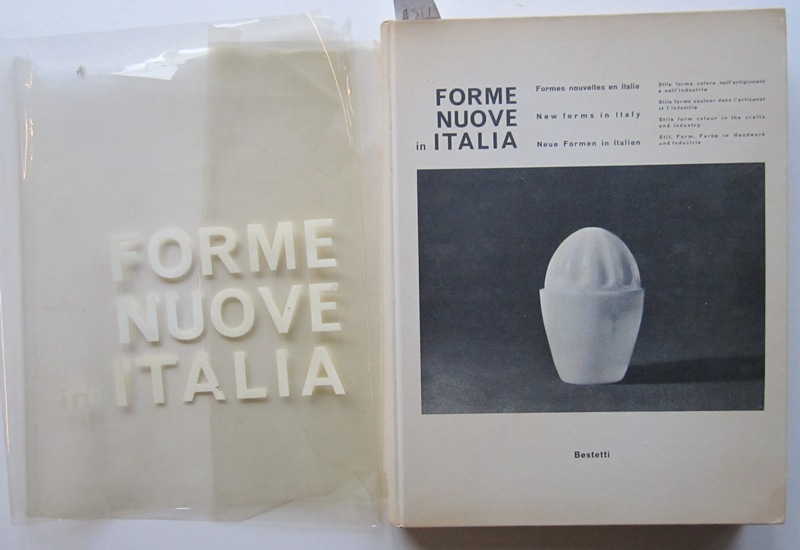 FORME
NUOVE
in ITALIA
FORME
NUOVE
in ITALIA
Formes nouvelles en Italie
New forms in Italy
Neue Formen in Italien
Stile forma colore nell'artigianato
e nell'industria
Stile forme couleur dans l'artisanat
et l'industrie
Stile form colour in the crafts
and industry
Stil, Form, Farbe in Handwerk
und Industrie
Bestetti